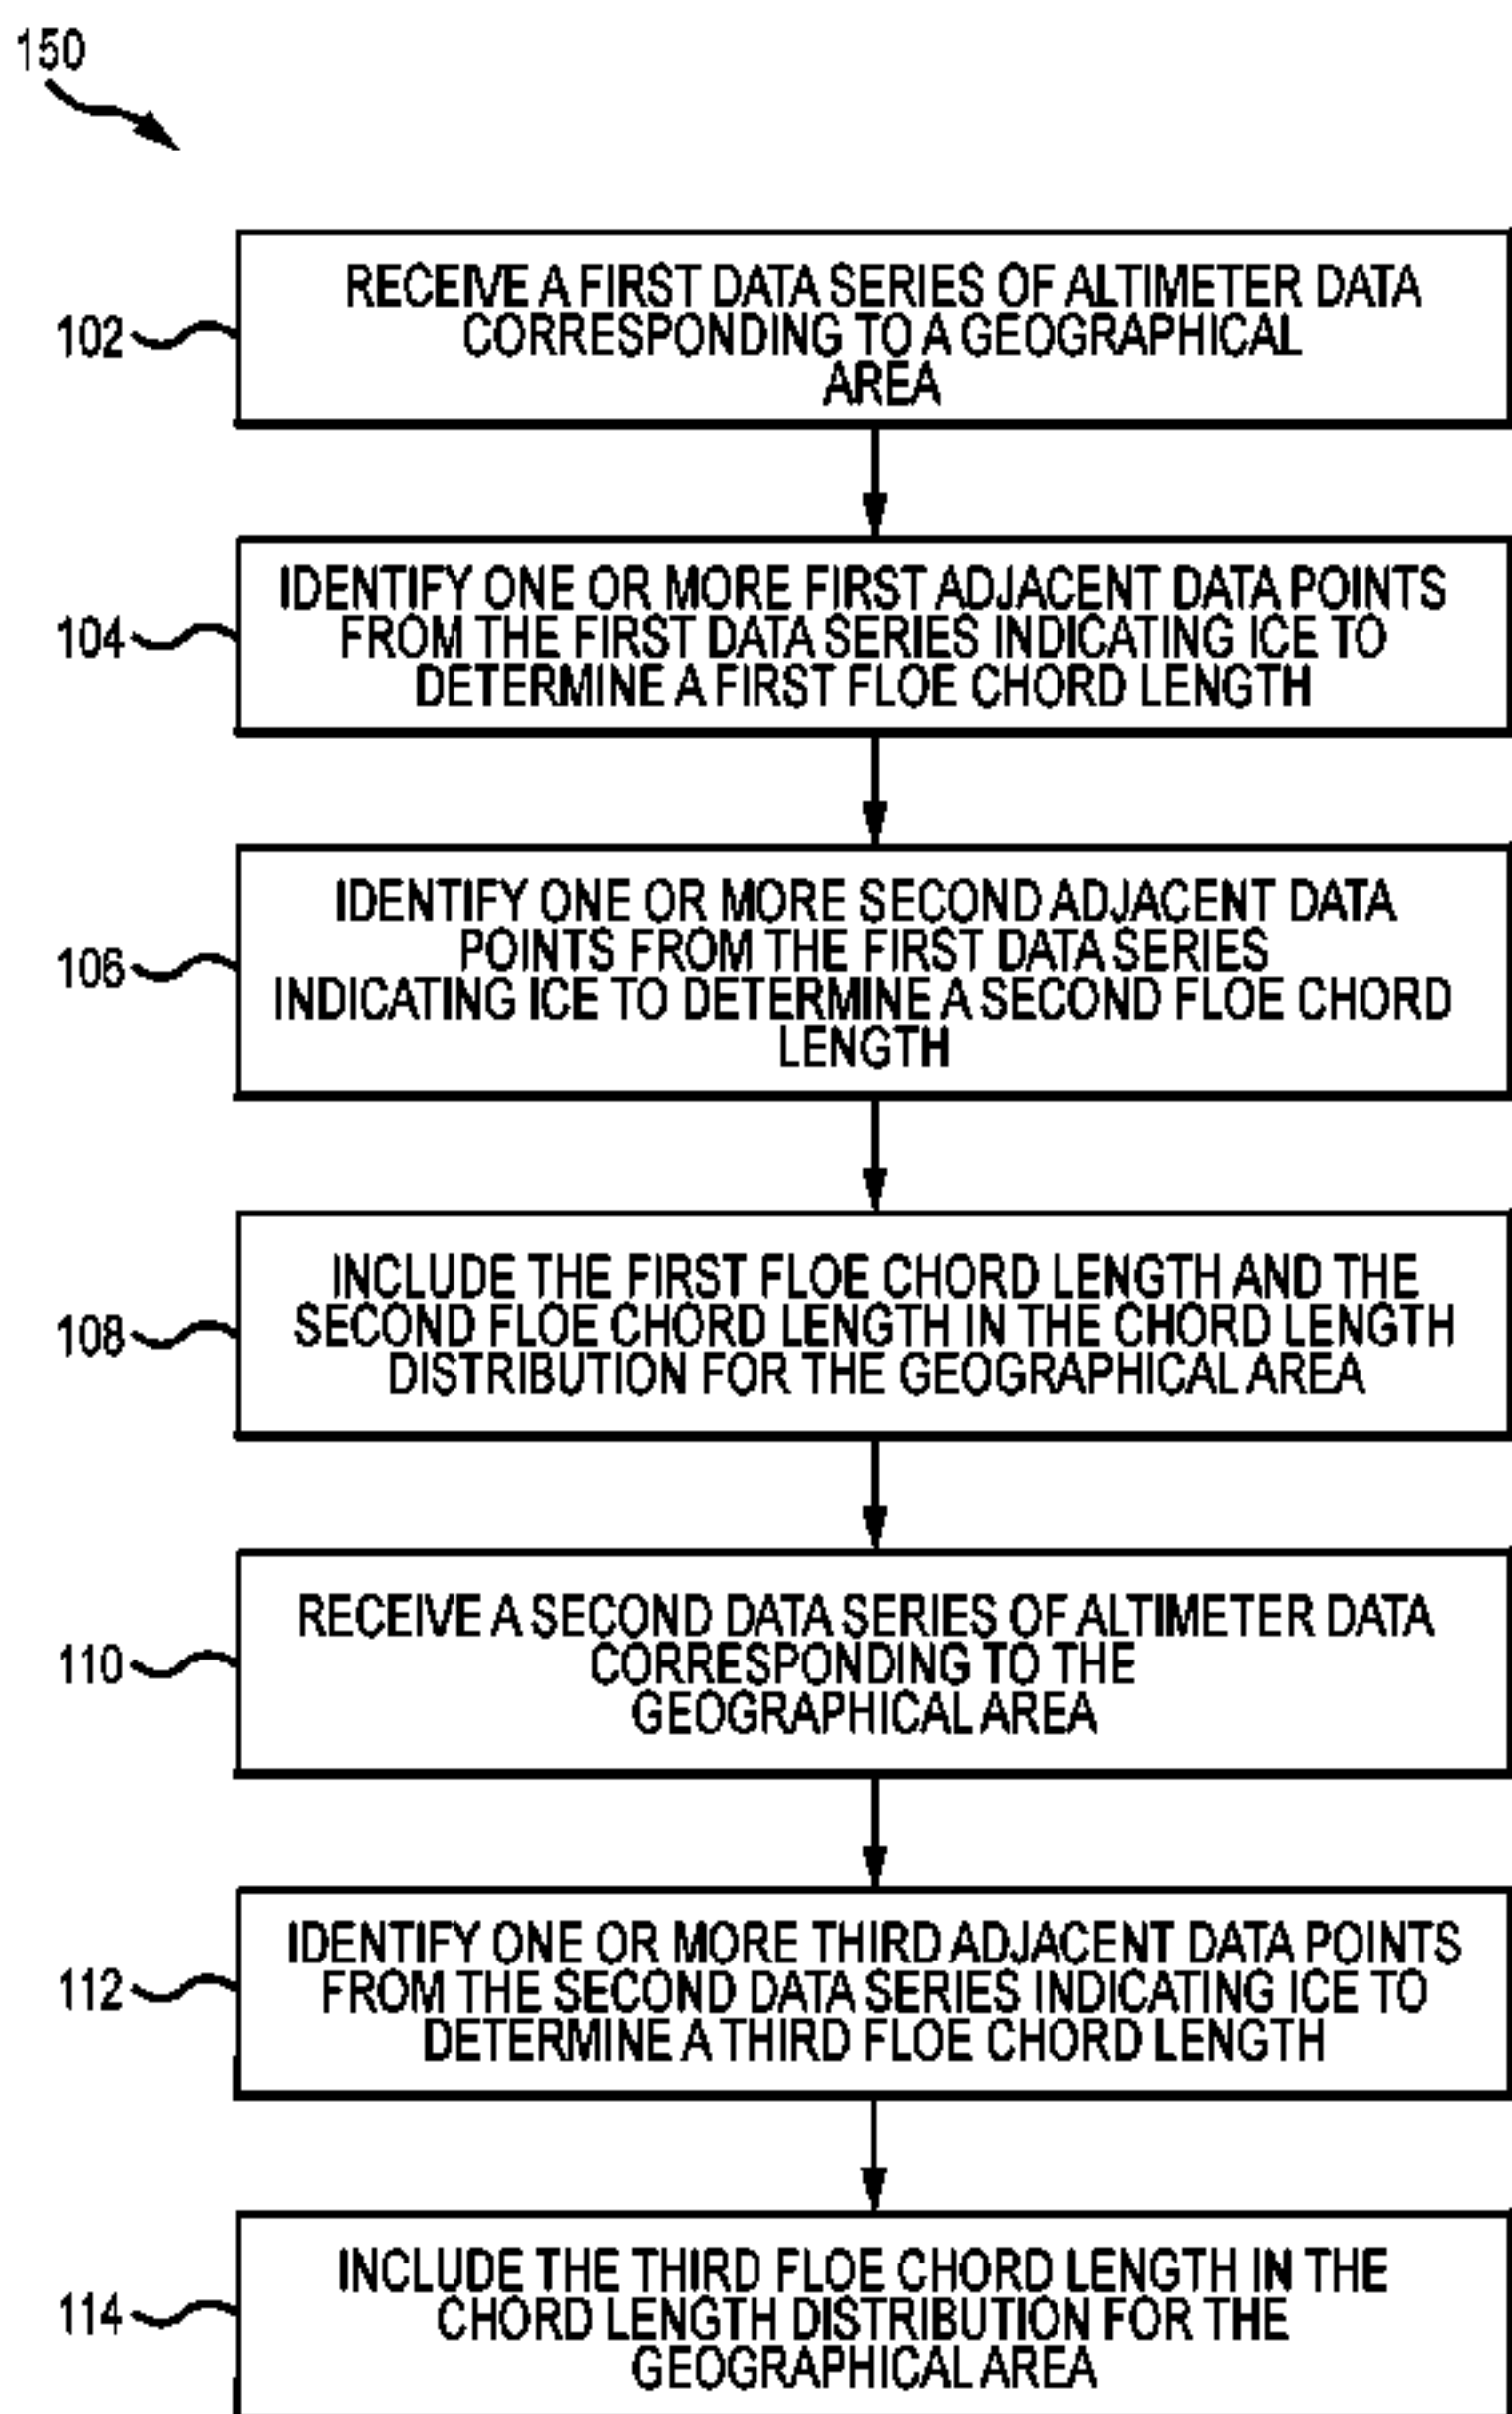 150
102
RECEIVE A FIRST DATA SERIES OF ALTIMETER DATA
CORRESPONDING TO A GEOGRAPHICAL
AREA
104
IDENTIFY ONE OR MORE FIRST ADJACENT DATA POINTS
FROM THE FIRST DATA SERIES INDICATING ICE TO
DETERMINE A FIRST FLOE CHORD LENGTH
106
IDENTIFY ONE OR MORE SECOND ADJACENT DATA
POINTS FROM THE FIRST DATA SERIES
INDICATING ICE TO DETERMINE A SECOND FLOE CHORD
LENGTH
108
INCLUDE THE FIRST FLOE CHORD LENGTH AND THE
SECOND FLOE CHORD LENGTH IN THE CHORD LENGTH
DISTRIBUTION FOR THE GEOGRAPHICAL AREA
110
RECEIVE A SECOND DATA SERIES OF ALTIMETER DATA
CORRESPONDING TO THE
GEOGRAPHICAL AREA
112
IDENTIFY ONE OR MORE THIRD ADJACENT DATA POINTS
FROM THE SECOND DATA SERIES INDICATING ICE TO
DETERMINE A THIRD FLOE CHORD LENGTH
114
INCLUDE THE THIRD FLOE CHORD LENGTH IN THE
CHORD LENGTH DISTRIBUTION FOR THE
GEOGRAPHICAL AREA